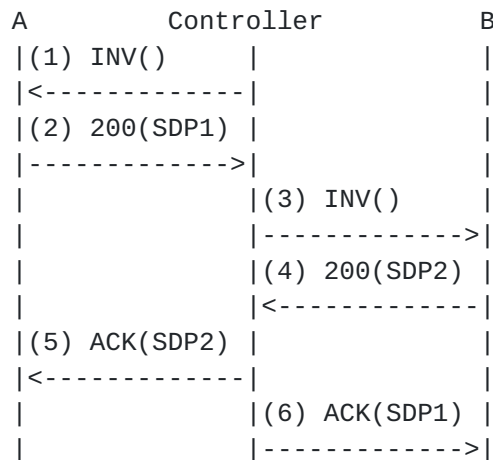 A          Controller          B
|(1) INV()     |               |
|<-------------|               |
|(2) 200(SDP1) |               |
|------------->|               |
|              |(3) INV()      |
|              |-------------->|
|              |(4) 200(SDP2)  |
|              |<--------------|
|(5) ACK(SDP2) |               |
|<-------------|               |
|              |(6) ACK(SDP1)  |
|              |-------------->|